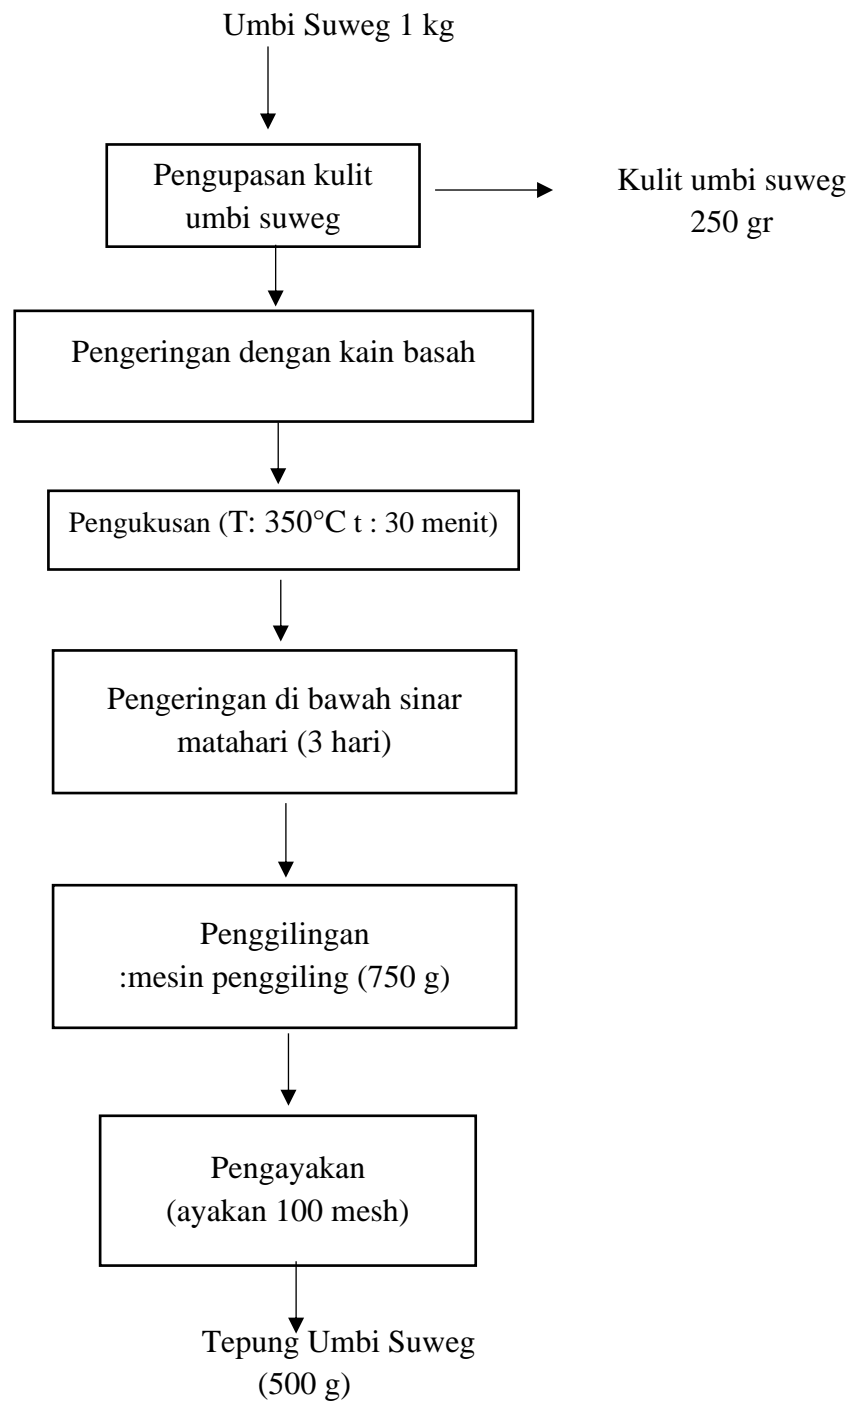 Umbi Suweg 1 kg
Pengupasan kulit
umbi suweg
Kulit umbi suweg
250 gr
Pengeringan dengan kain basah
Pengukusan (T: 350°C t : 30 menit)
Pengeringan di bawah sinar
matahari (3 hari)
Penggilingan
:mesin penggiling (750 g)
Pengayakan
(ayakan 100 mesh)
Tepung Umbi Suweg
(500 g)